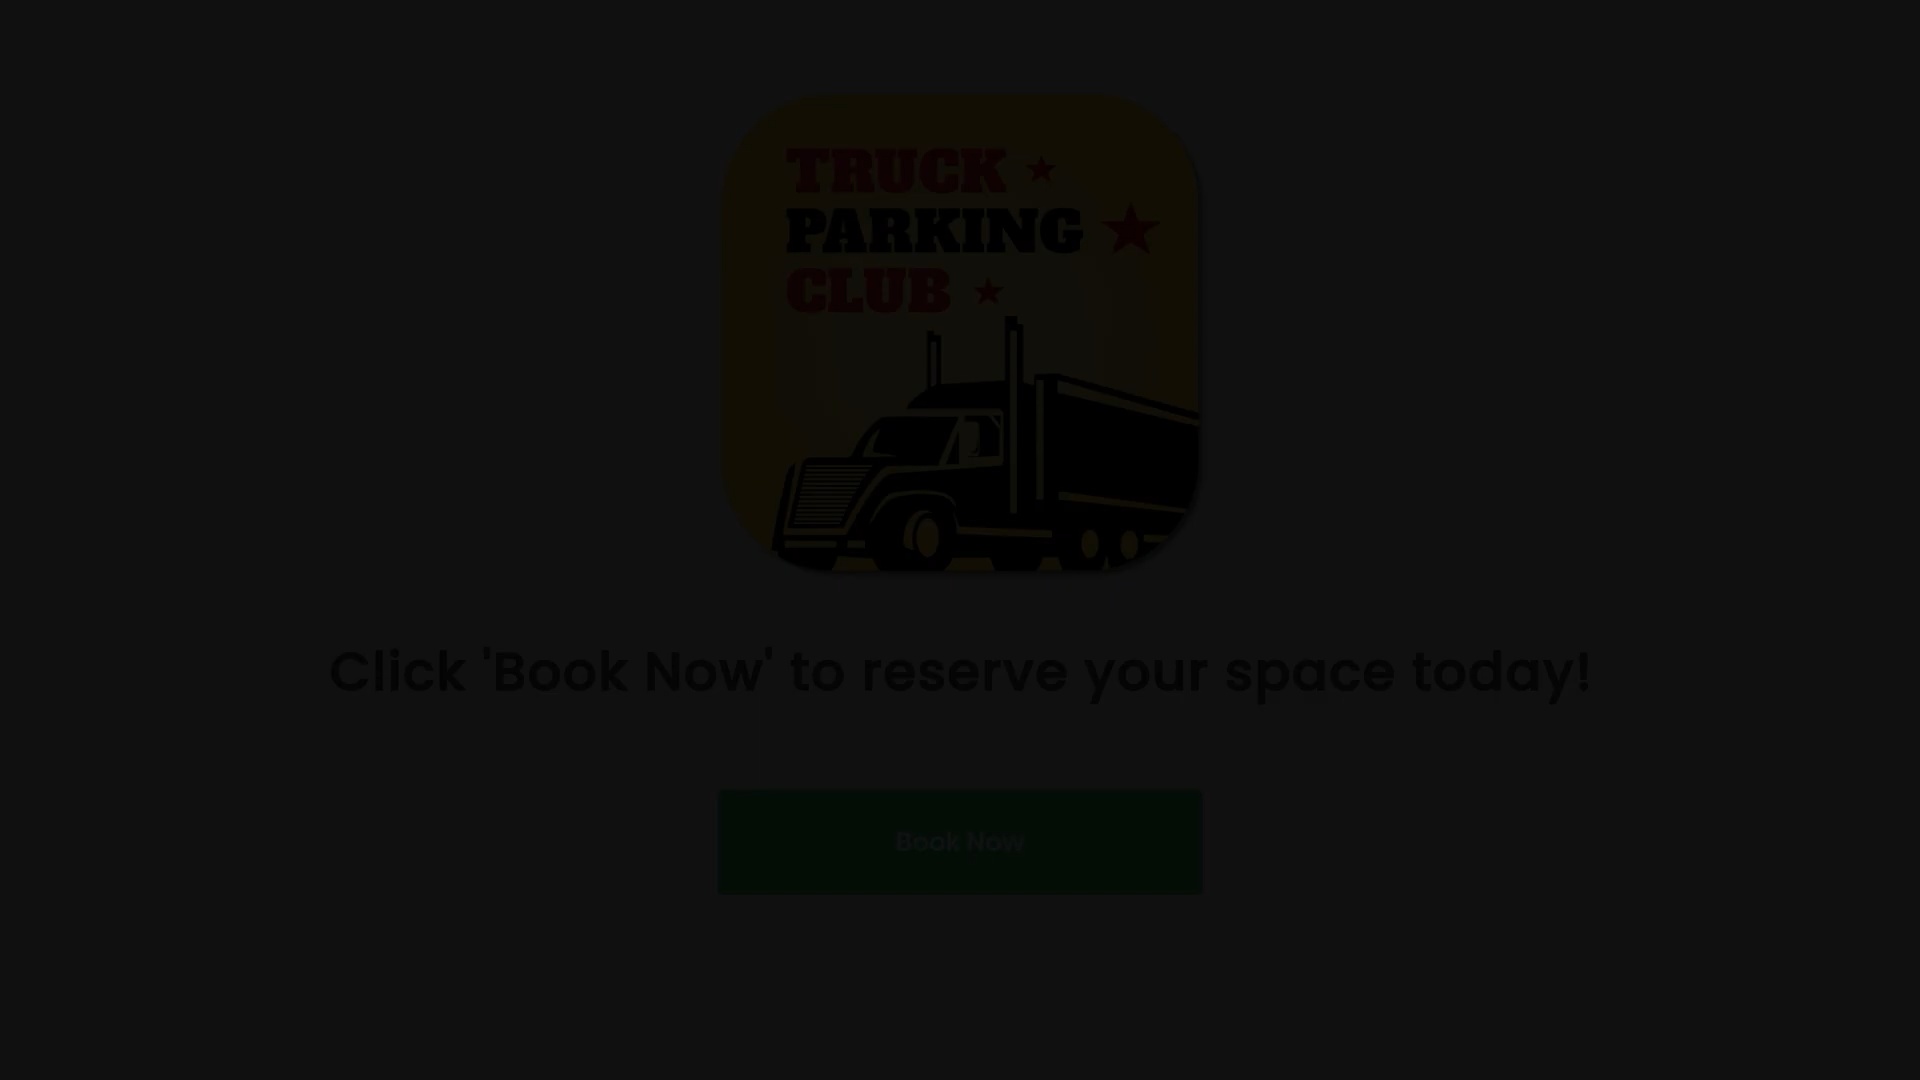 TRUCK
PARKING
CLUB
Click 'Book Now' to reserve your space today!
Book Now